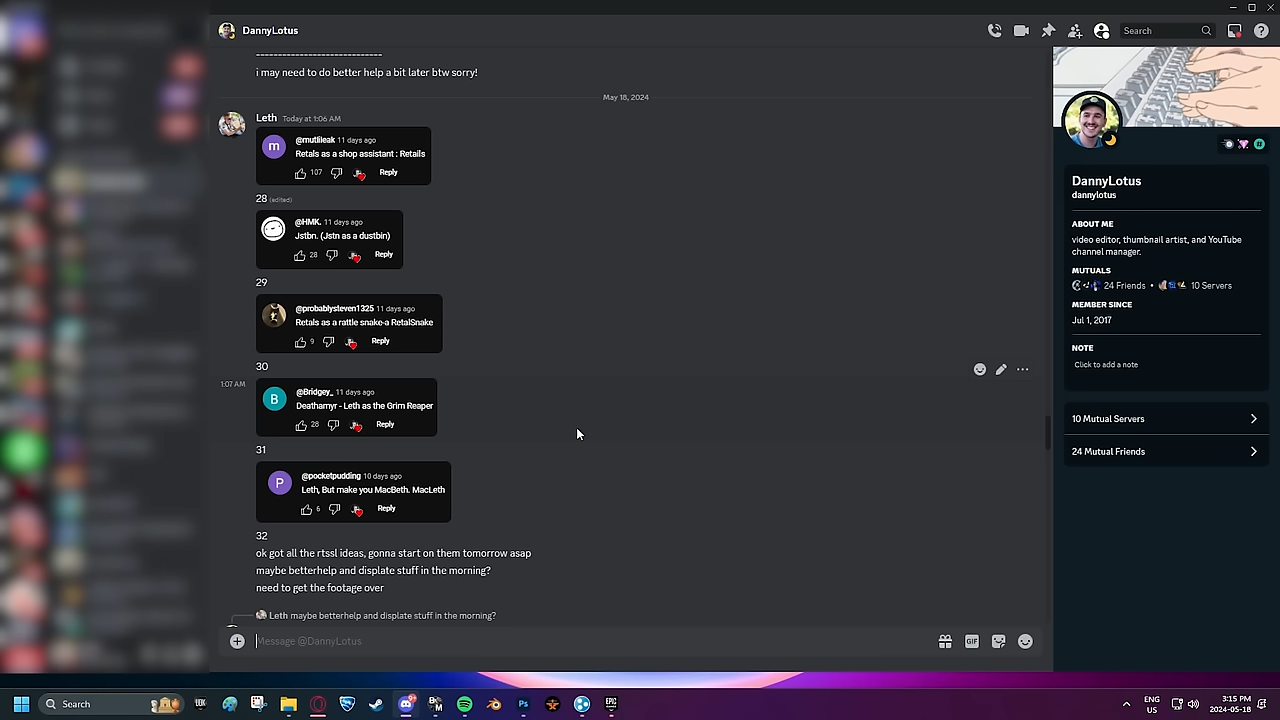 DannyLotus
Search
----------------------------
i may need to do better help a bit later btw sorry!
May 18, 2024
Leth Today at 1:06 AM
m
@mutlileak 11 days ago
Retals as a shop assistant : Retails
107 Reply
28 (edited)
@HMK. 11 days ago
Jstbn. (Jstn as a dustbin)
28 Reply
29
@probablysteven1325 11 days ago
Retals as a rattle snake-a RetalSnake
9 Reply
30
1:07 AM
B
@Bridgey_ 11 days ago
Deathamyr - Leth as the Grim Reaper
28 Reply
31
P
@pocketpudding 10 days ago
Leth, But make you MacBeth. MacLeth
6 Reply
32
ok got all the rtssl ideas, gonna start on them tomorrow asap
maybe betterhelp and displate stuff in the morning?
need to get the footage over
Leth maybe betterhelp and displate stuff in the morning?
Message @DannyLotus
GIF
DannyLotus
dannylotus
ABOUT ME
video editor, thumbnail artist, and YouTube
channel manager.
MUTUALS
24 Friends • 10 Servers
MEMBER SINCE
Jul 1, 2017
NOTE
Click to add a note
10 Mutual Servers
24 Mutual Friends
Search
Ps
EPIC
ENG
US
3:15 PM
2024-05-18